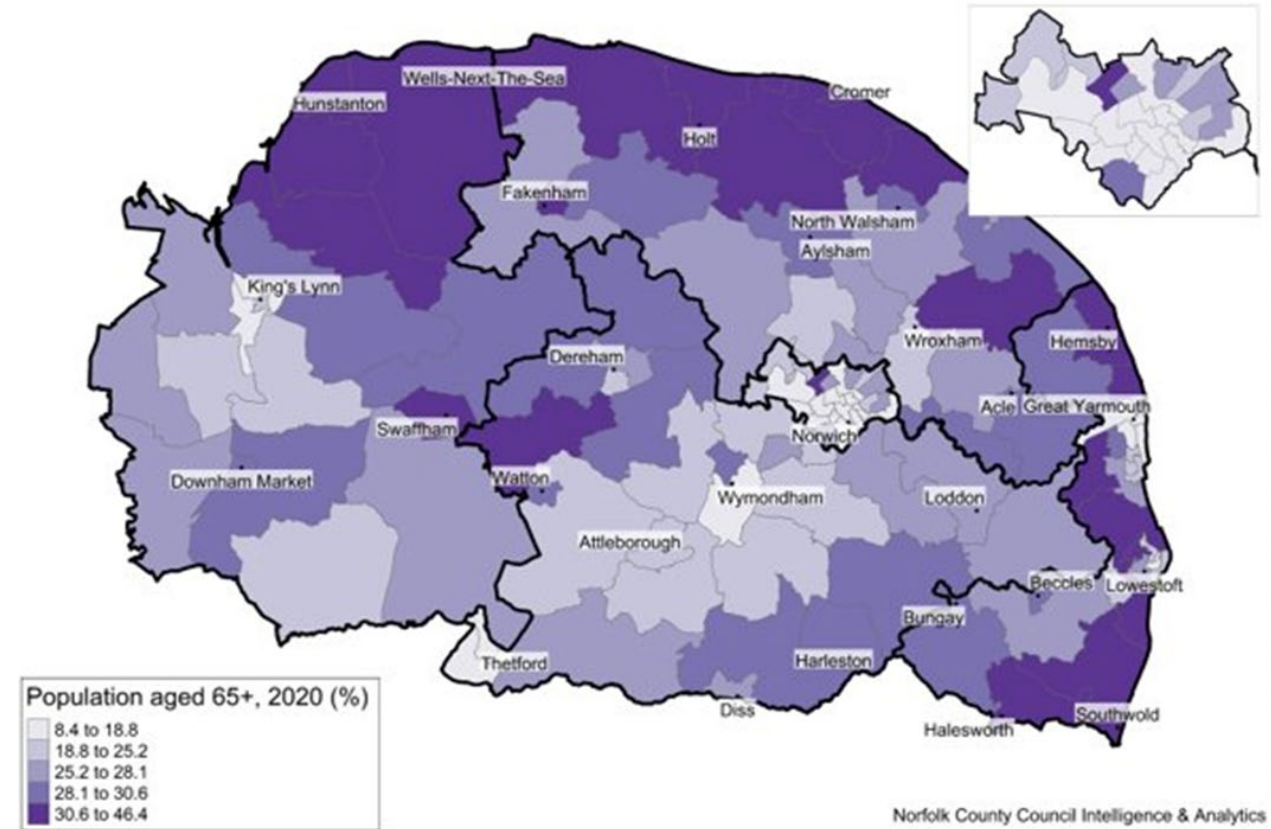 Wells-Next-The-Sea
Hunstanton
Cromer
Holt
Fakenham
North Walsham
Aylsham
King's Lynn
Wroxham
Hemsby
Dereham
Acle
Great Yarmouth
Swaffham
Norwich
Downham Market
Watton
Wymondham
Loddon
Attleborough
Beccles
Lowestoft
Bungay
Thetford
Harleston
Diss
Southwold
Halesworth
Population aged 65+, 2020 (%)
8.4 to 18.8
18.8 to 25.2
25.2 to 28.1
28.1 to 30.6
30.6 to 46.4
Norfolk County Council Intelligence & Analytics